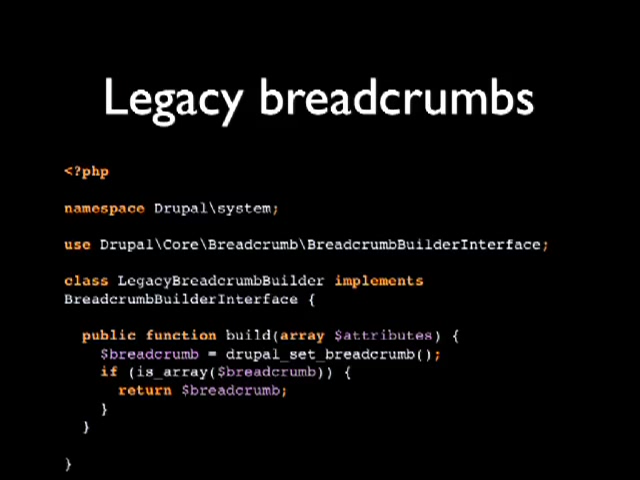 Legacy breadcrumbs
<?php
namespace Drupal\system;
use Drupal\Core\Breadcrumb\BreadcrumbBuilderInterface;
class LegacyBreadcrumbBuilder implements
BreadcrumbBuilderInterface {
public function build(array $attributes) {
$breadcrumb = drupal_set_breadcrumb();
if (is_array($breadcrumb)) {
return $breadcrumb;
}
}
}